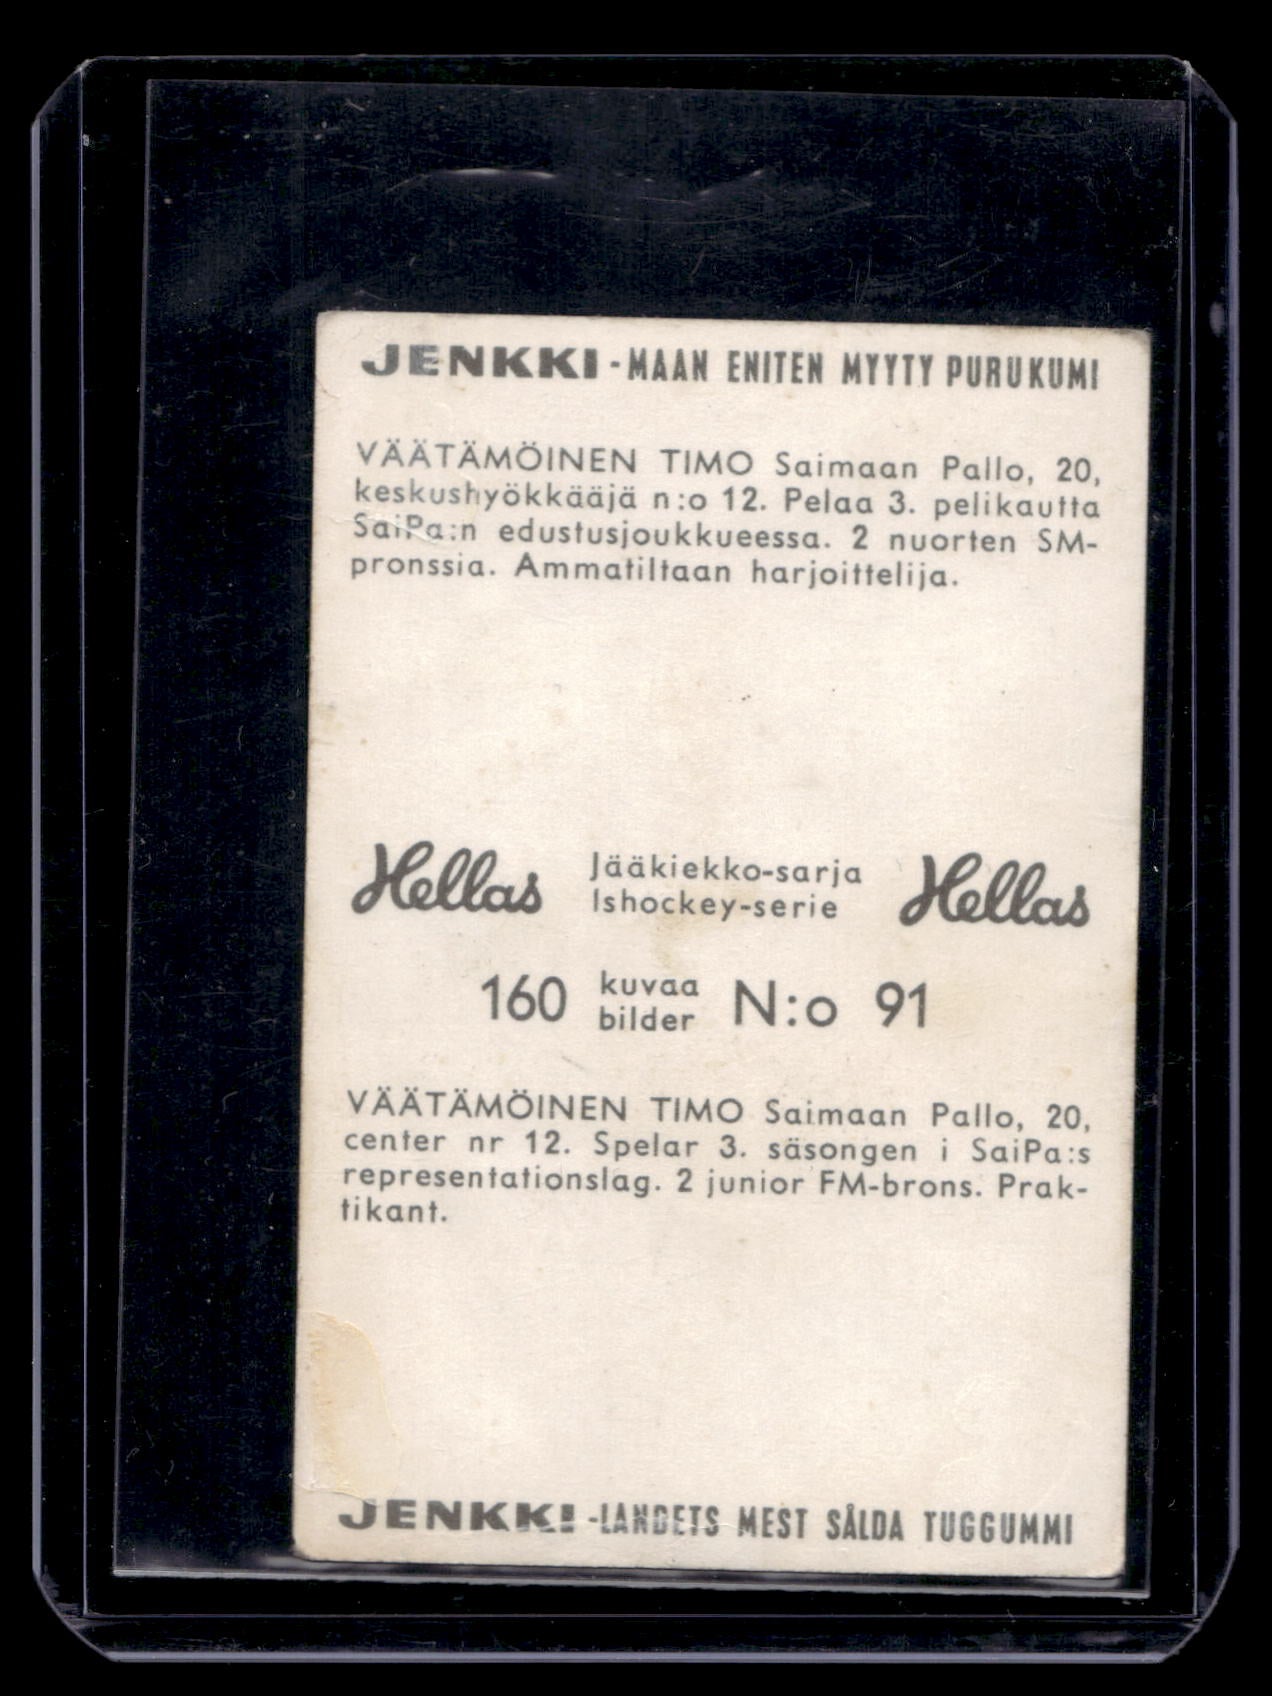 JENKKI - MAAN ENITEN MYYTY PURUKUMI
VÄÄTÄMÖINEN TIMO Saimaan Pallo, 20,
keskushyökkääjä n:o 12. Pelaa 3. pelikautta
SaiPa:n edustusjoukkueessa. 2 nuorten SM-
pronssia. Ammatiltaan harjoittelija.
Hellas Jääkiekko-sarja Hellas
Ishockey-serie
160 kuvaa N:o 91
bilder
VÄÄTÄMÖINEN TIMO Saimaan Pallo, 20,
center nr 12. Spelar 3. säsongen i SaiPa:s
representationslag. 2 junior FM-brons. Prak-
tikant.
JENKKI - LANDETS MEST SÅLDA TUGGUMMI